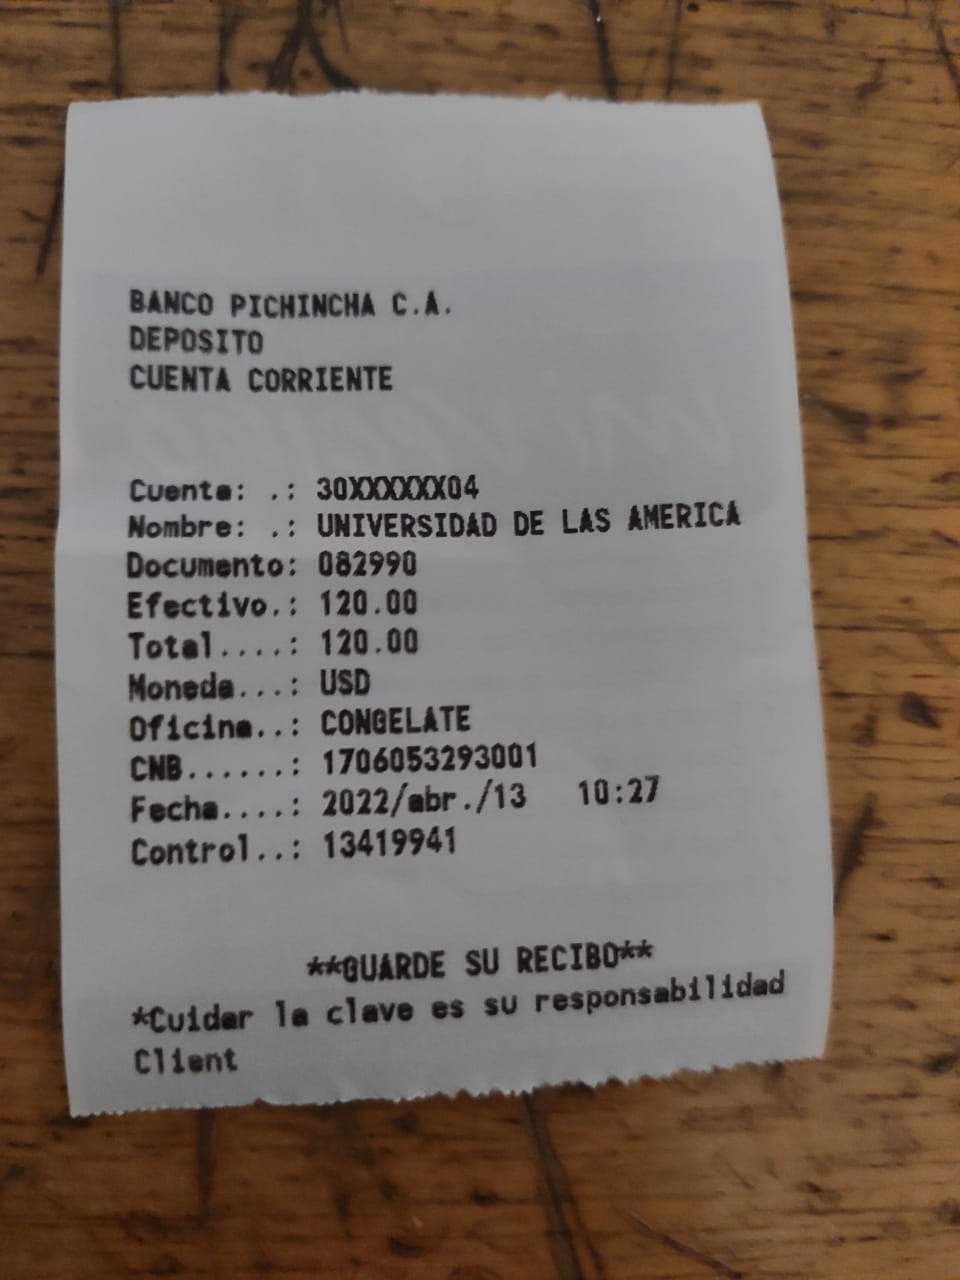 BANCO PICHINCHA C.A.
DEPOSITO
CUENTA CORRIENTE
Cuenta: .: 30XXXXXX04
Nombre: .: UNIVERSIDAD DE LAS AMERICA
Documento: 082990
Efectivo.: 120.00
Total....: 120.00
Moneda...: USD
Oficina..: CONGELATE
CNB......: 1706053293001
Fecha....: 2022/abr./13 10:27
Control..: 13419941
**GUARDE SU RECIBO**
*Cuidar la clave es su responsabilidad
Client